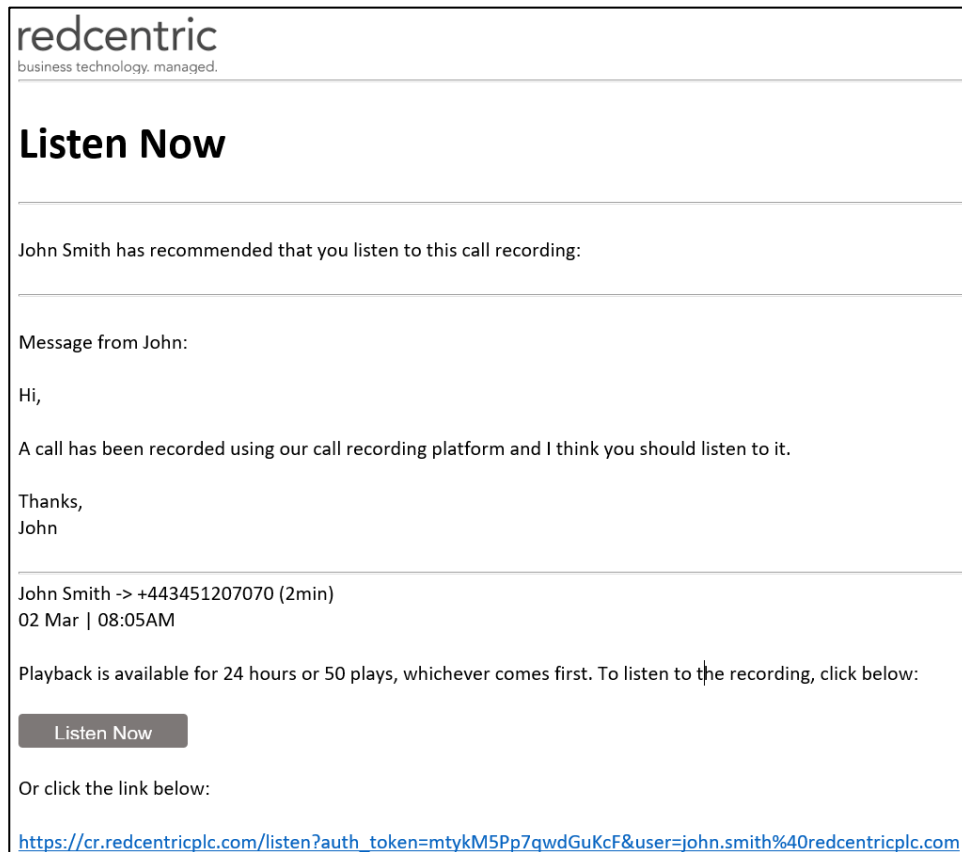 redcentric
business technology. managed.
Listen Now
John Smith has recommended that you listen to this call recording:
Message from John:
Hi,
A call has been recorded using our call recording platform and I think you should listen to it.
Thanks,
John
John Smith -> +443451207070 (2min)
02 Mar | 08:05AM
Playback is available for 24 hours or 50 plays, whichever comes first. To listen to the recording, click below:
Listen Now
Or click the link below:
https://cr.redcentricplc.com/listen?auth_token=mtykM5Pp7qwdGuKcF&user=john.smith%40redcentricplc.com